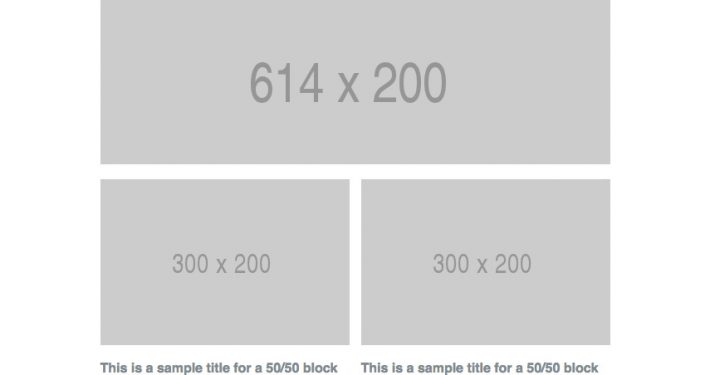 614 x 200
300 x 200
300 x 200
This is a sample title for a 50/50 block
This is a sample title for a 50/50 block